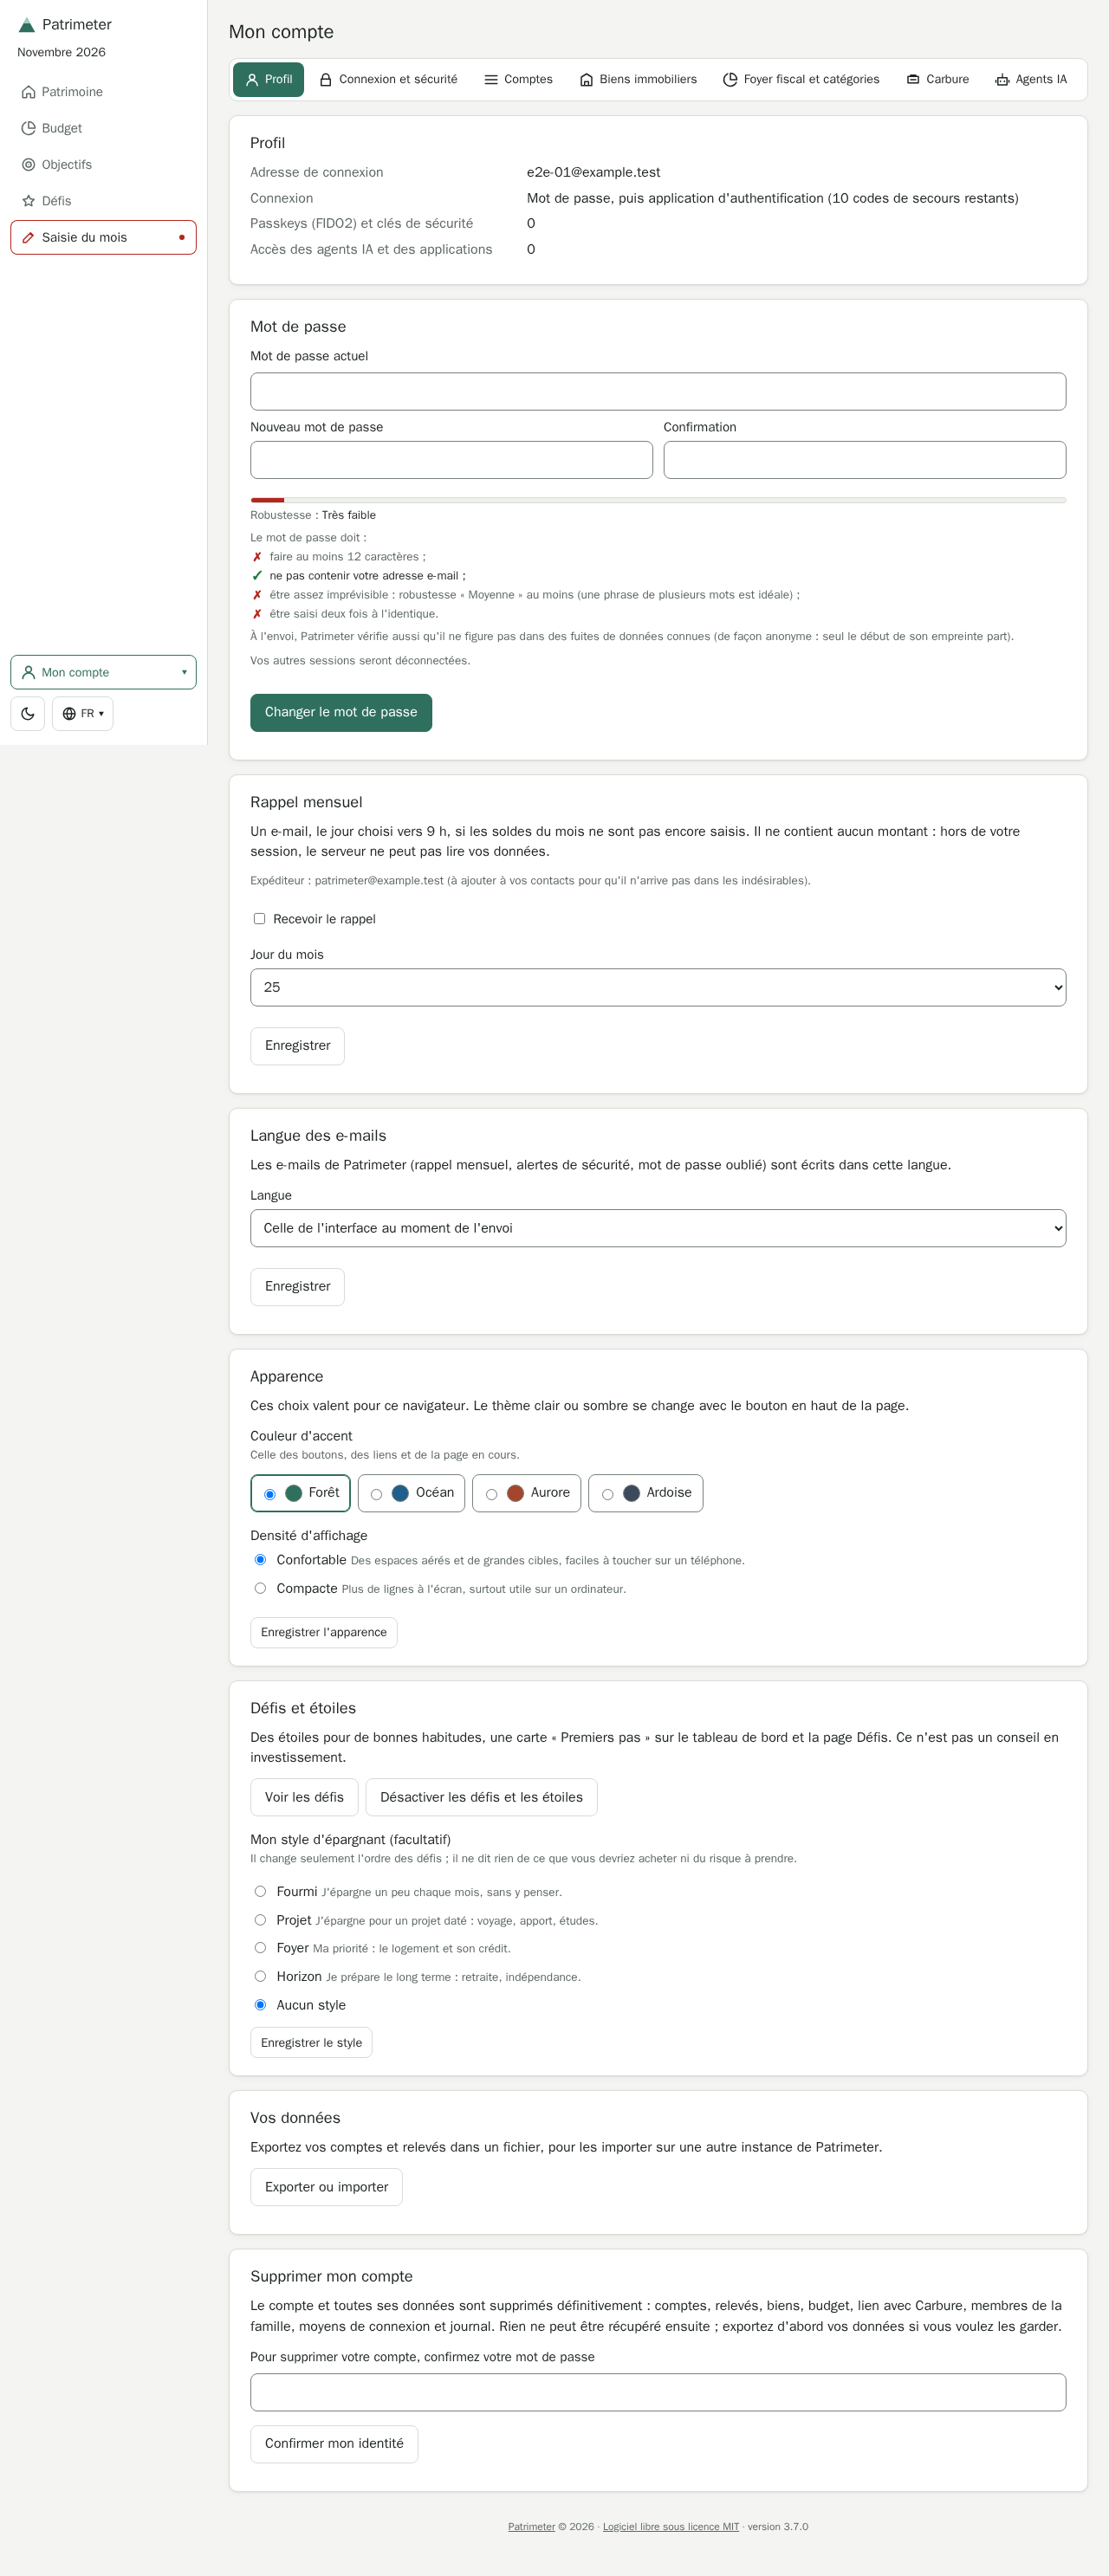 Patrimeter
Novembre 2026
Patrimoine
Budget
Objectifs
Défis
Saisie du mois
Mon compte
FR
Mon compte
Profil
Connexion et sécurité
Comptes
Biens immobiliers
Foyer fiscal et catégories
Carbure
Agents IA
Profil
Adresse de connexion e2e-01@example.test
Connexion Mot de passe, puis application d'authentification (10 codes de secours restants)
Passkeys (FIDO2) et clés de sécurité 0
Accès des agents IA et des applications 0
Mot de passe
Mot de passe actuel
Nouveau mot de passe
Confirmation
Robustesse : Très faible
Le mot de passe doit :
✗ faire au moins 12 caractères ;
✓ ne pas contenir votre adresse e-mail ;
✗ être assez imprévisible : robustesse « Moyenne » au moins (une phrase de plusieurs mots est idéale) ;
✗ être saisi deux fois à l'identique.
À l'envoi, Patrimeter vérifie aussi qu'il ne figure pas dans des fuites de données connues (de façon anonyme : seul le début de son empreinte part).
Vos autres sessions seront déconnectées.
Changer le mot de passe
Rappel mensuel
Un e-mail, le jour choisi vers 9 h, si les soldes du mois ne sont pas encore saisis. Il ne contient aucun montant : hors de votre
session, le serveur ne peut pas lire vos données.
Expéditeur : patrimeter@example.test (à ajouter à vos contacts pour qu'il n'arrive pas dans les indésirables).
Recevoir le rappel
Jour du mois
25
Enregistrer
Langue des e-mails
Les e-mails de Patrimeter (rappel mensuel, alertes de sécurité, mot de passe oublié) sont écrits dans cette langue.
Langue
Celle de l'interface au moment de l'envoi
Enregistrer
Apparence
Ces choix valent pour ce navigateur. Le thème clair ou sombre se change avec le bouton en haut de la page.
Couleur d'accent
Celle des boutons, des liens et de la page en cours.
Forêt
Océan
Aurore
Ardoise
Densité d'affichage
Confortable Des espaces aérés et de grandes cibles, faciles à toucher sur un téléphone.
Compacte Plus de lignes à l'écran, surtout utile sur un ordinateur.
Enregistrer l'apparence
Défis et étoiles
Des étoiles pour de bonnes habitudes, une carte « Premiers pas » sur le tableau de bord et la page Défis. Ce n'est pas un conseil en
investissement.
Voir les défis
Désactiver les défis et les étoiles
Mon style d'épargnant (facultatif)
Il change seulement l'ordre des défis ; il ne dit rien de ce que vous devriez acheter ni du risque à prendre.
Fourmi J'épargne un peu chaque mois, sans y penser.
Projet J'épargne pour un projet daté : voyage, apport, études.
Foyer Ma priorité : le logement et son crédit.
Horizon Je prépare le long terme : retraite, indépendance.
Aucun style
Enregistrer le style
Vos données
Exportez vos comptes et relevés dans un fichier, pour les importer sur une autre instance de Patrimeter.
Exporter ou importer
Supprimer mon compte
Le compte et toutes ses données sont supprimés définitivement : comptes, relevés, biens, budget, lien avec Carbure, membres de la
famille, moyens de connexion et journal. Rien ne peut être récupéré ensuite ; exportez d'abord vos données si vous voulez les garder.
Pour supprimer votre compte, confirmez votre mot de passe
Confirmer mon identité
Patrimeter © 2026 · Logiciel libre sous licence MIT · version 3.7.0